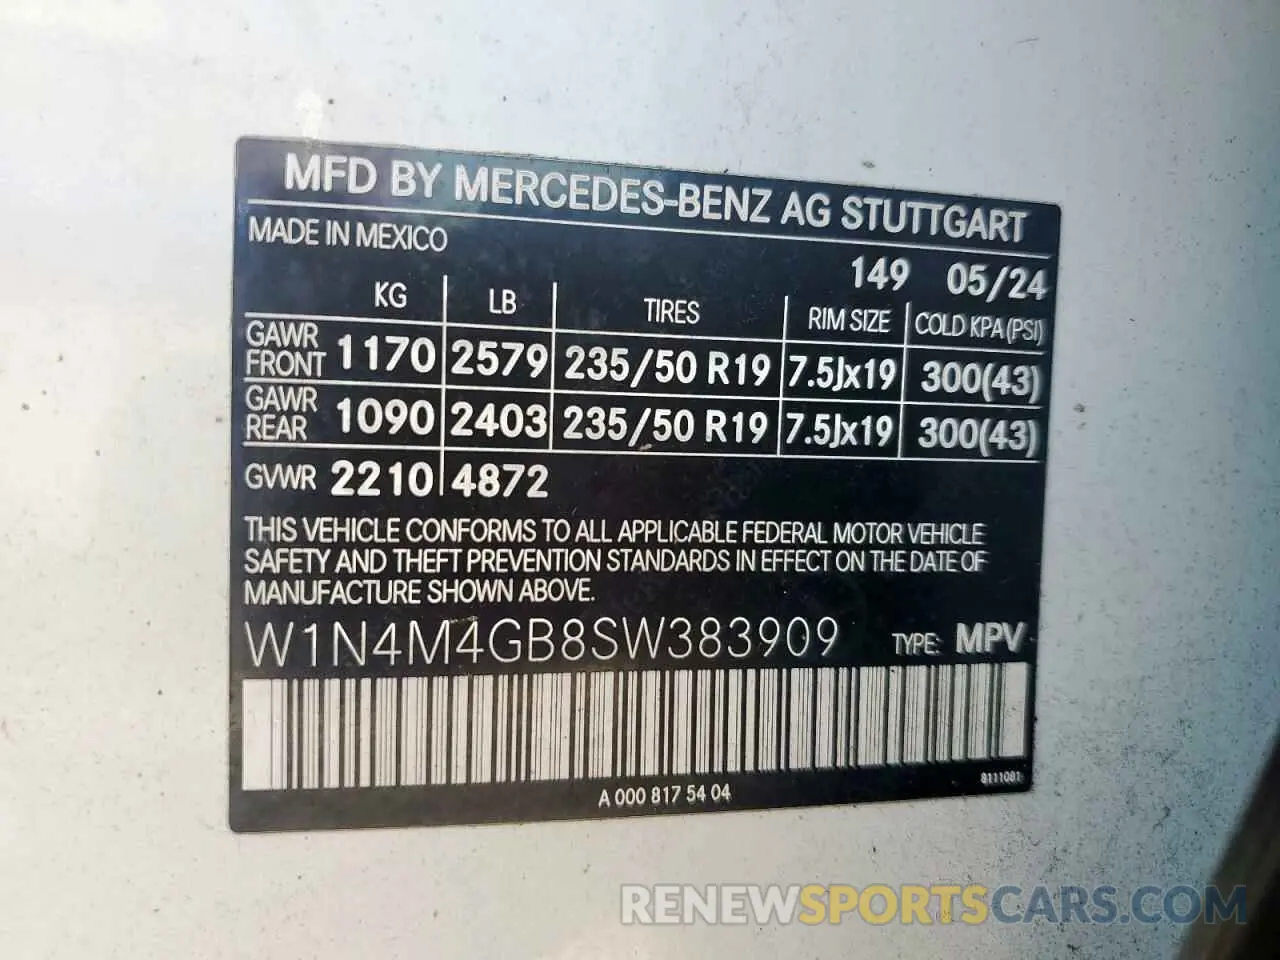 MFD BY MERCEDES-BENZ AG STUTTGART
MADE IN MEXICO
149 05/24
KG LB TIRES RIM SIZE COLD KPA(PSI)
GAWR FRONT 1170 2579 235/50 R19 7.5Jx19 300(43)
GAWR REAR 1090 2403 235/50 R19 7.5Jx19 300(43)
GVWR 2210 4872
THIS VEHICLE CONFORMS TO ALL APPLICABLE FEDERAL MOTOR VEHICLE
SAFETY AND THEFT PREVENTION STANDARDS IN EFFECT ON THE DATE OF
MANUFACTURE SHOWN ABOVE.
W1N4M4GB8SW383909 TYPE: MPV
8111081
A 000 817 54 04
RENEWSPORTSCARS.COM